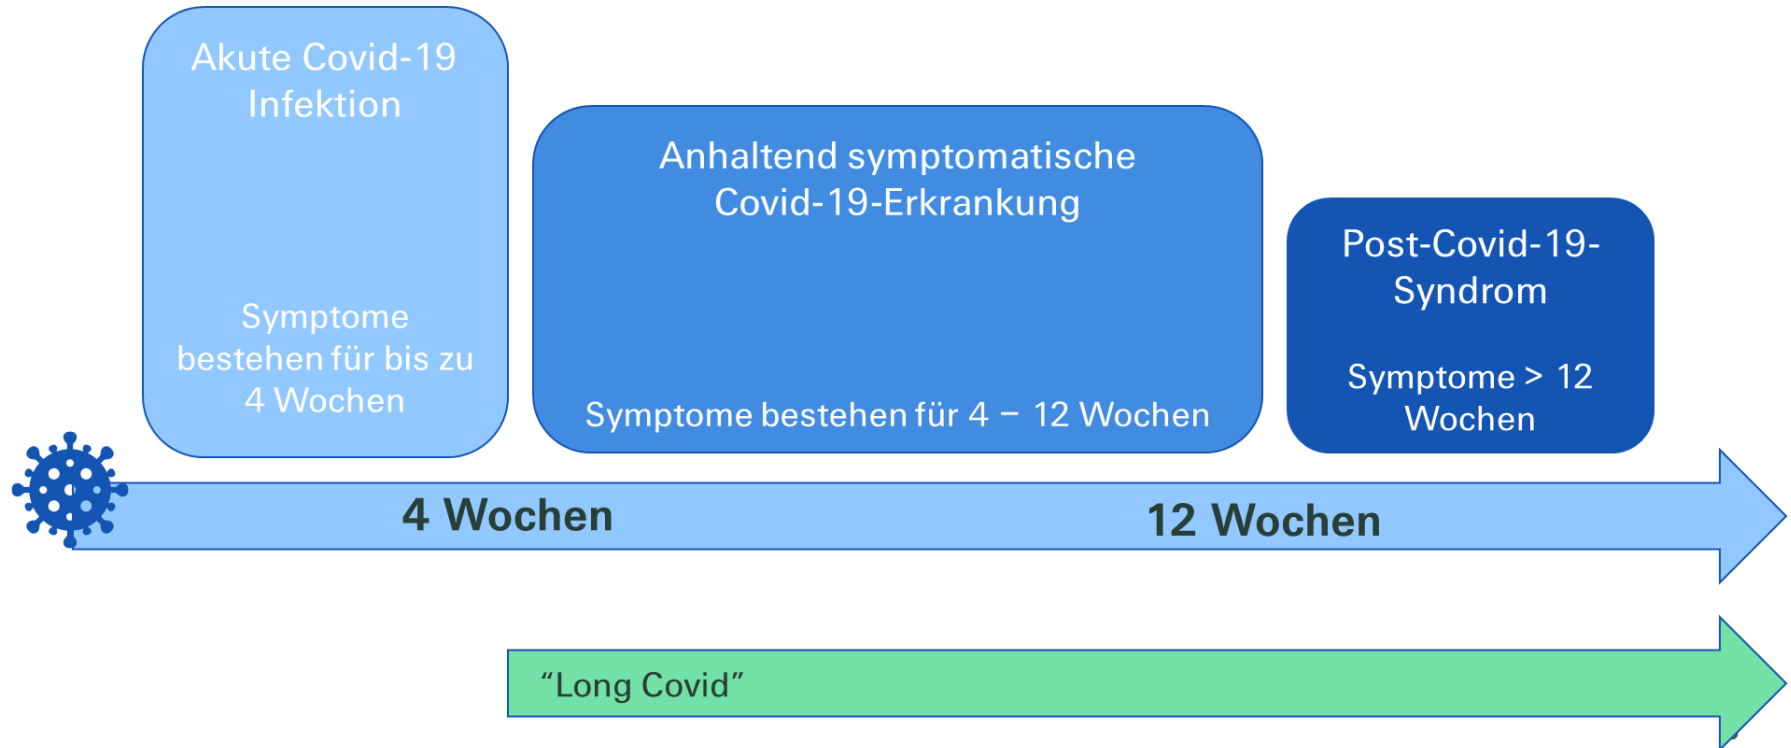 Akute Covid-19
Infektion
Symptome
bestehen für bis zu
4 Wochen
Anhaltend symptomatische
Covid-19-Erkrankung
Symptome bestehen für 4 – 12 Wochen
Post-Covid-19-
Syndrom
Symptome > 12
Wochen
4 Wochen
12 Wochen
“Long Covid”